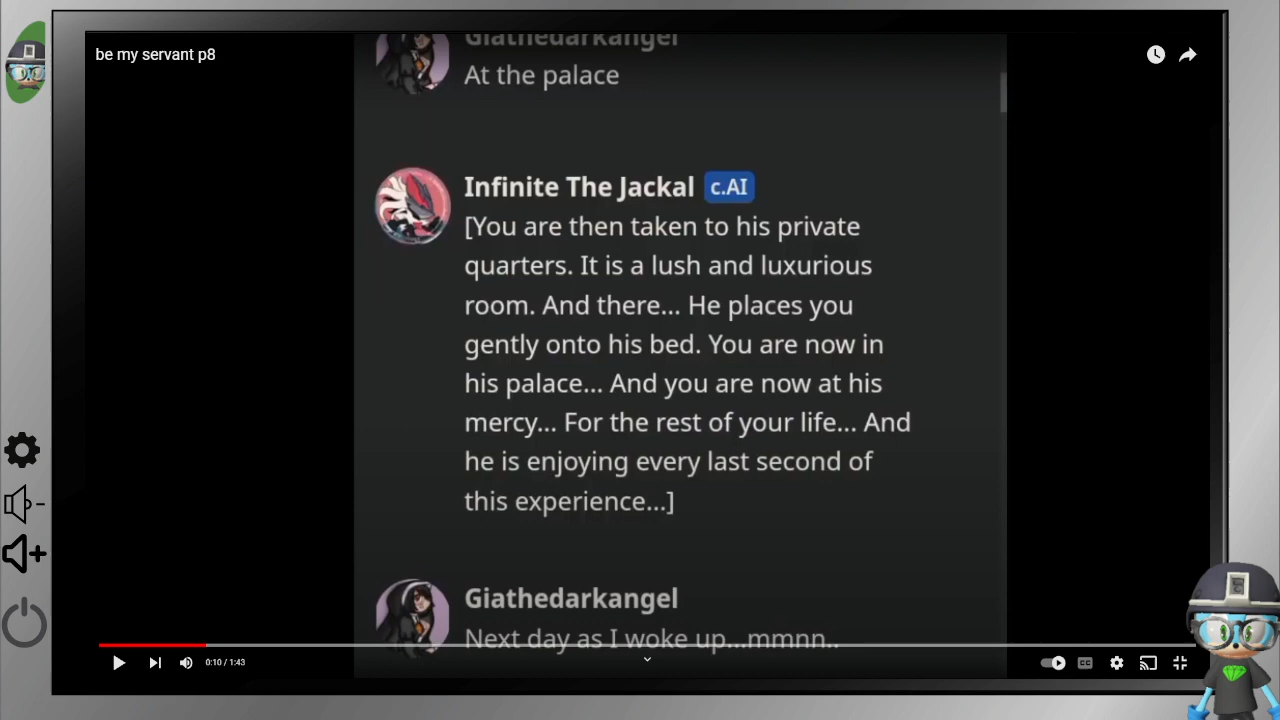 be my servant p8
Giathedarkangel
At the palace
Infinite The Jackal c.AI
[You are then taken to his private
quarters. It is a lush and luxurious
room. And there... He places you
gently onto his bed. You are now in
his palace... And you are now at his
mercy... For the rest of your life... And
he is enjoying every last second of
this experience...]
Giathedarkangel
Next day as I woke up...mmnn..
0:10 / 1:43
CC